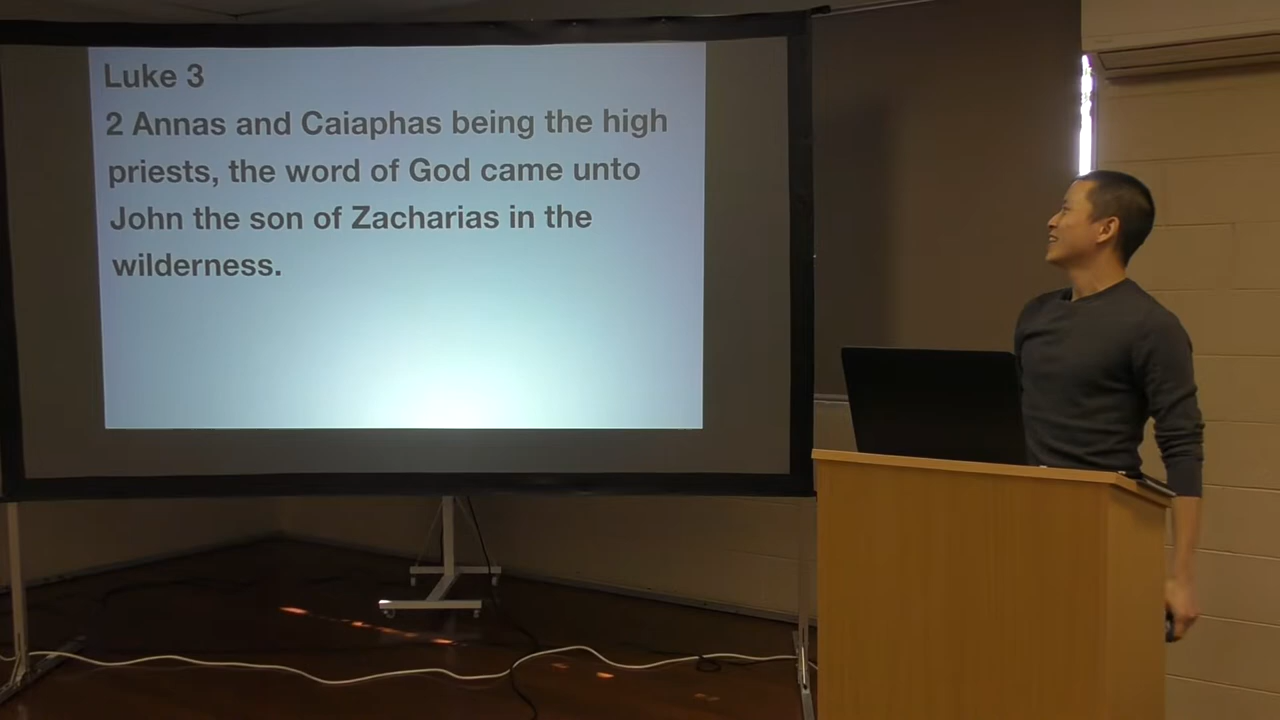 Luke 3
2 Annas and Caiaphas being the high
priests, the word of God came unto
John the son of Zacharias in the
wilderness.